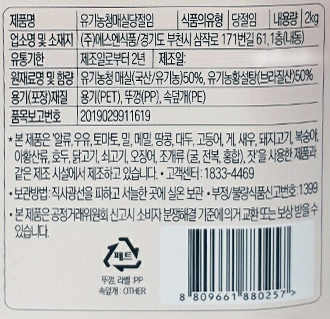 제품명 유기농청매실당절임 식품의유형 당절임 내용량 2kg
업소명 및 소재지 (주)에스엔식품/경기도 부천시 삼작로 171번길 61,1층(내동)
유통기한 제조일로부터 2년 제조일:
원재료명 및 함량 유기농청매실(국산/유기농)50%, 유기농황설탕(브라질산)50%
용기(포장)재질 용기(PET), 뚜껑(PP), 속덮개(PE)
품목보고번호 2019029911619
* 본 제품은 '알류, 우유, 토마토, 밀, 메밀, 땅콩, 대두, 고등어, 게, 새우, 돼지고기, 복숭아,
아황산류, 호두, 닭고기, 쇠고기, 오징어, 조개류(굴, 전복, 홍합), 잣'을 사용한 제품과
같은 제조 시설에서 제조하고 있습니다. • 고객센터 : 1833-4469
• 보관방법 : 직사광선을 피하고 서늘한 곳에 실온 보관 • 부정/불량식품신고번호 : 1399
• 본 제품은 공정거래위원회 신고시 소비자 분쟁해결 기준에 의거 교환 또는 보상 받을 수
있습니다.
페트
뚜껑, 라벨 : PP
속덮개 : OTHER
8 809661 880257 >